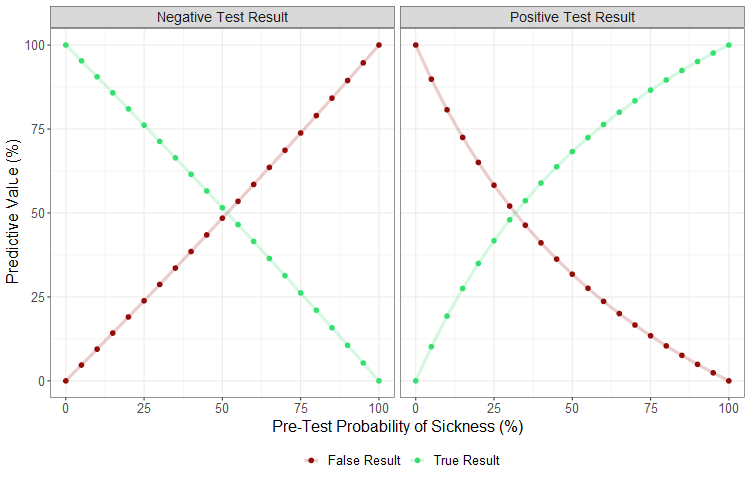 Negative Test Result
Positive Test Result
Predictive Value (%)
100
75
50
25
0
0 25 50 75 100
0 25 50 75 100
Pre-Test Probability of Sickness (%)
False Result
True Result